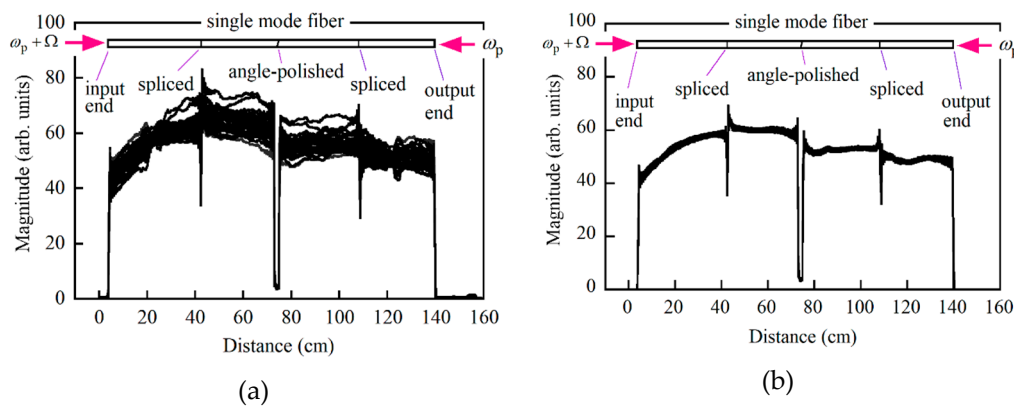 100
single mode fiber
ωp + Ω
ωp
input
end
spliced
angle-polished
spliced
output
end
Magnitude (arb. units)
80
60
40
20
0
0 20 40 60 80 100 120 140 160
Distance (cm)
(a)
100
single mode fiber
ωp + Ω
ωp
input
end
spliced
angle-polished
spliced
output
end
Magnitude (arb. units)
80
60
40
20
0
0 20 40 60 80 100 120 140 160
Distance (cm)
(b)